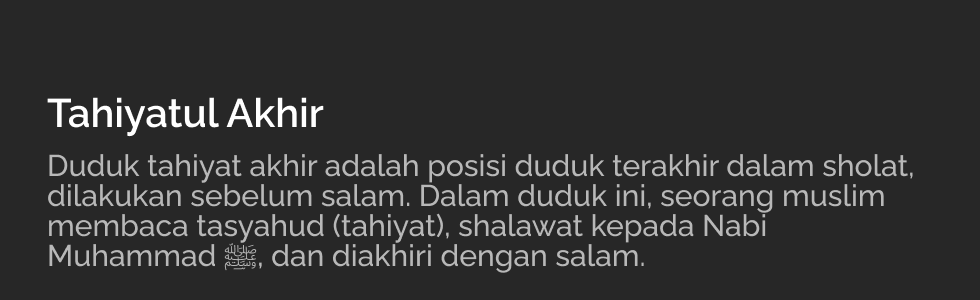 Tahiyatul Akhir
Duduk tahiyat akhir adalah posisi duduk terakhir dalam sholat,
dilakukan sebelum salam. Dalam duduk ini, seorang muslim
membaca tasyahud (tahiyat), shalawat kepada Nabi
Muhammad ﷺ, dan diakhiri dengan salam.